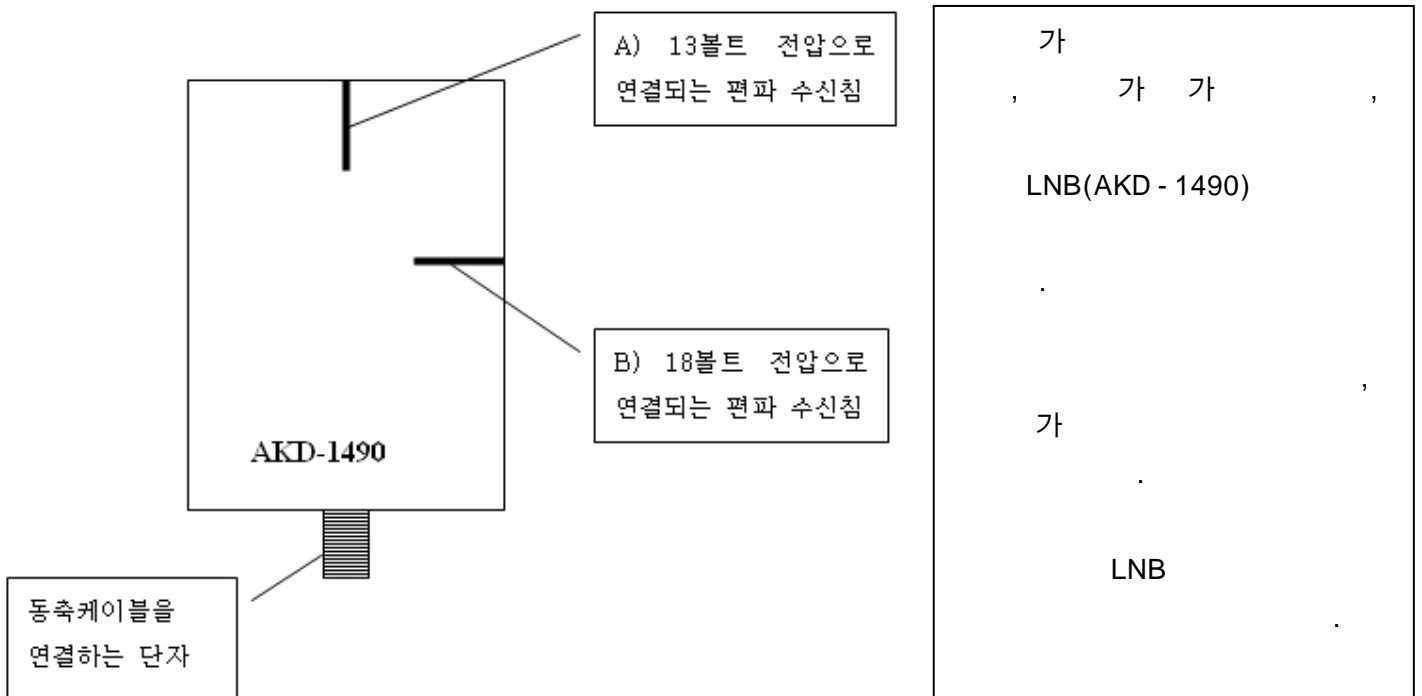 A) 13볼트 전압으로
연결되는 편파 수신침
B) 18볼트 전압으로
연결되는 편파 수신침
AKD-1490
동축케이블을
연결하는 단자
가
, 가 가 ,
LNB(AKD - 1490)
.
,
가
.
LNB
.